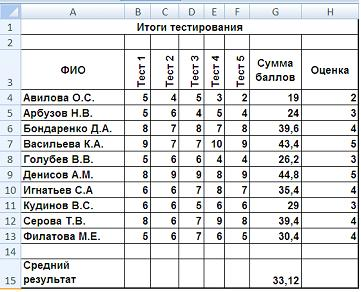 A B C D E F G H
1 Итоги тестирования
2
3 ФИО Тест 1 Тест 2 Тест 3 Тест 4 Тест 5 Сумма баллов Оценка
4 Авилова О.С. 5 4 5 3 2 19 2
5 Арбузов Н.В. 5 6 4 5 4 24 3
6 Бондаренко Д.А. 8 7 8 7 8 39,6 4
7 Васильева К.А. 9 7 7 10 9 43,4 5
8 Голубев В.В. 5 6 6 4 4 26,2 3
9 Денисов А.М. 8 9 9 8 9 44,8 5
10 Игнатьев С.А 6 6 7 8 7 35,4 4
11 Кудинов В.С. 6 6 5 6 6 29 3
12 Серова Т.В. 8 6 7 9 8 39,4 4
13 Филатова М.Е. 5 6 7 6 5 30,4 4
14
15 Средний результат 33,12